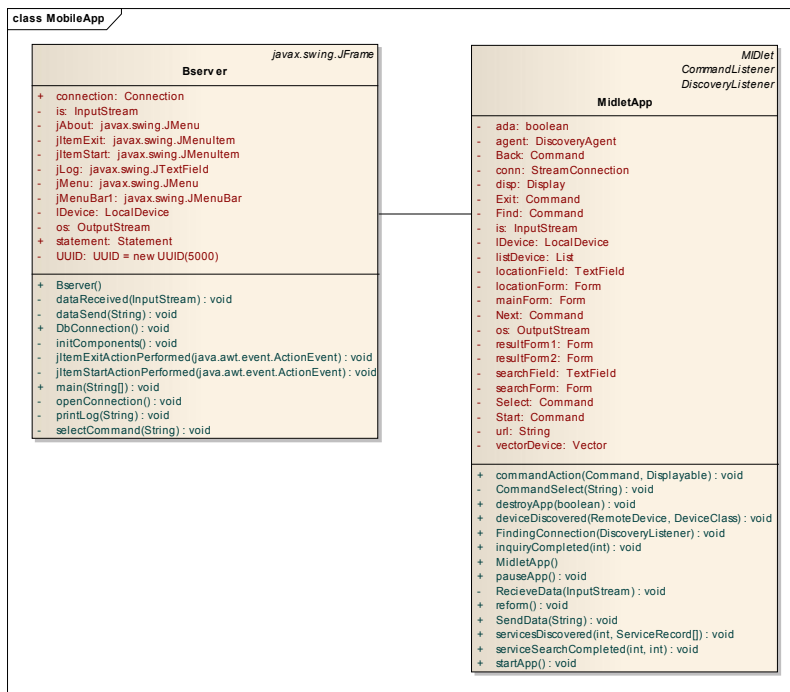 class MobileApp
javax.swing.JFrame
Bserver
+ connection: Connection
- is: InputStream
- jAbout: javax.swing.JMenu
- jItemExit: javax.swing.JMenuItem
- jItemStart: javax.swing.JMenuItem
- jLog: javax.swing.JTextField
- jMenu: javax.swing.JMenu
- jMenuBar1: javax.swing.JMenuBar
- lDevice: LocalDevice
- os: OutputStream
+ statement: Statement
- UUID: UUID = new UUID(5000)
+ Bserver()
- dataReceived(InputStream) : void
- dataSend(String) : void
+ DbConnection() : void
- initComponents() : void
- jItemExitActionPerformed(java.awt.event.ActionEvent) : void
- jItemStartActionPerformed(java.awt.event.ActionEvent) : void
+ main(String[]) : void
- openConnection() : void
- printLog(String) : void
- selectCommand(String) : void
MIDlet
CommandListener
DiscoveryListener
MidletApp
- ada: boolean
- agent: DiscoveryAgent
- Back: Command
- conn: StreamConnection
- disp: Display
- Exit: Command
- Find: Command
- is: InputStream
- lDevice: LocalDevice
- listDevice: List
- locationField: TextField
- locationForm: Form
- mainForm: Form
- Next: Command
- os: OutputStream
- resultForm1: Form
- resultForm2: Form
- searchField: TextField
- searchForm: Form
- Select: Command
- Start: Command
- url: String
- vectorDevice: Vector
+ commandAction(Command, Displayable) : void
- CommandSelect(String) : void
+ destroyApp(boolean) : void
+ deviceDiscovered(RemoteDevice, DeviceClass) : void
+ FindingConnection(DiscoveryListener) : void
+ inquiryCompleted(int) : void
+ MidletApp()
+ pauseApp() : void
- RecieveData(InputStream) : void
+ reform() : void
+ SendData(String) : void
+ servicesDiscovered(int, ServiceRecord[]) : void
+ serviceSearchCompleted(int, int) : void
+ startApp() : void